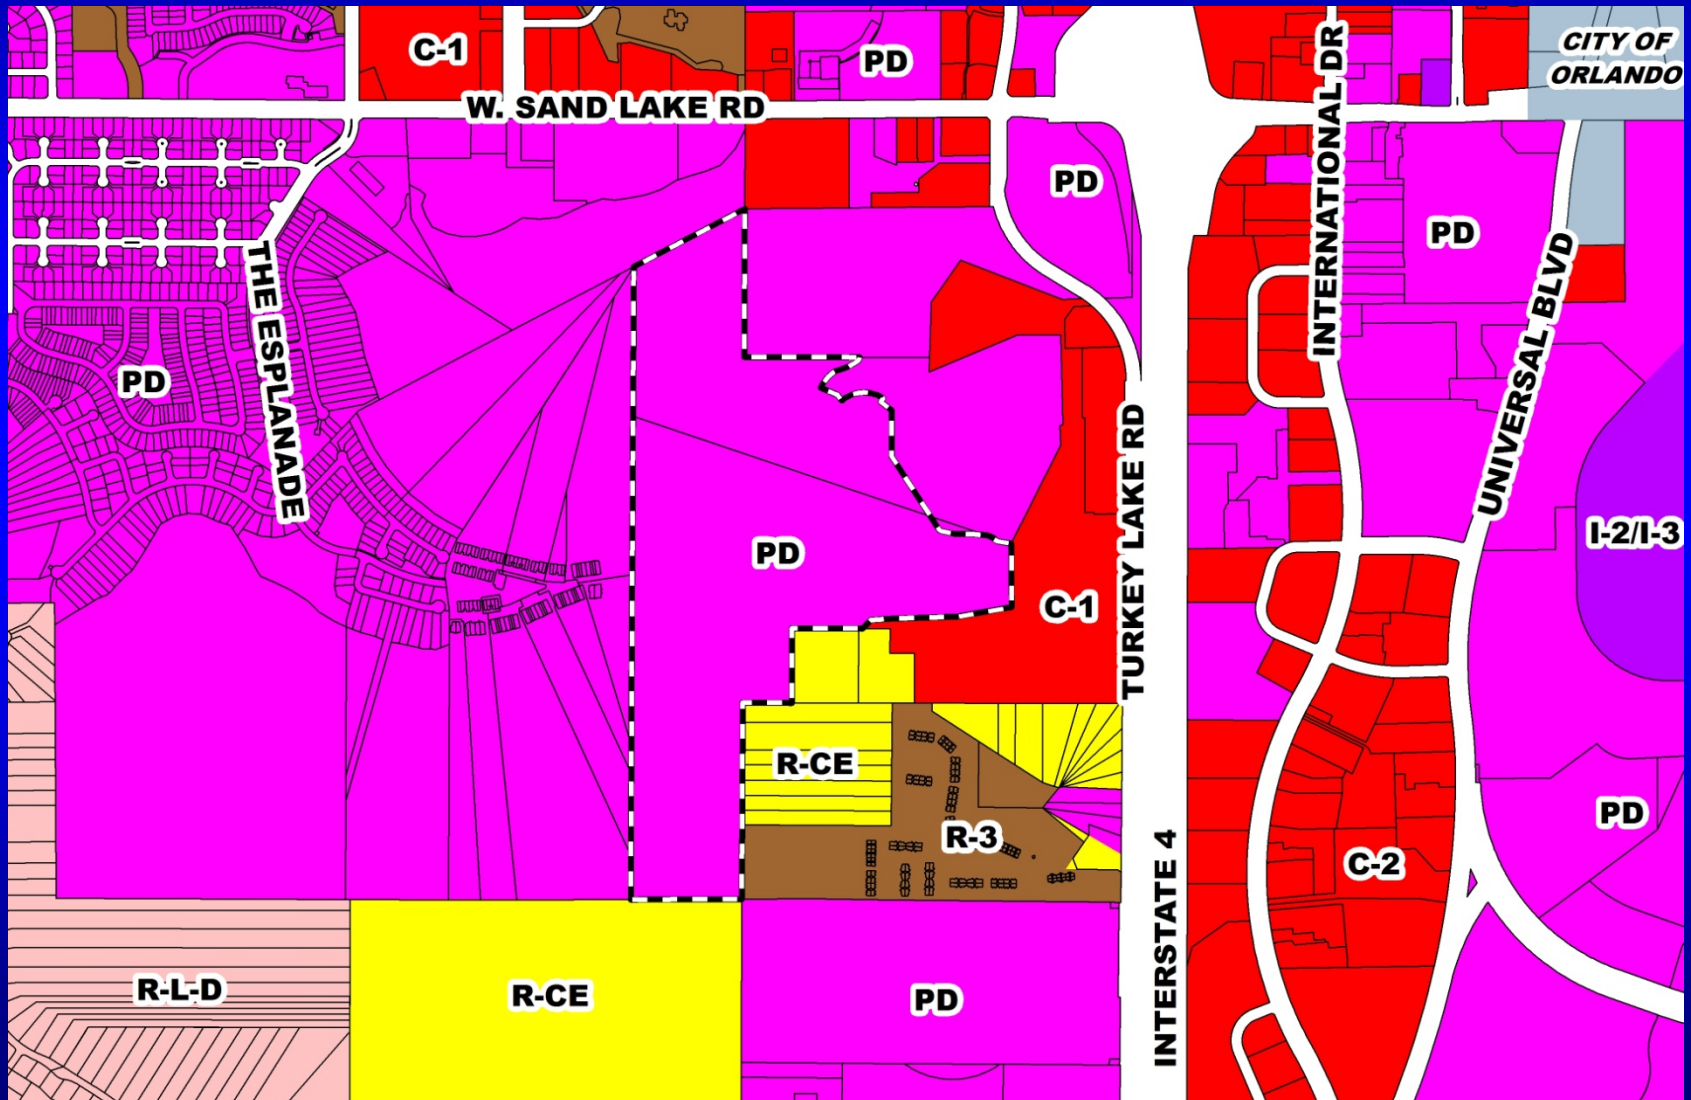 C-1
PD
CITY OF
ORLANDO
W. SAND LAKE RD
INTERNATIONAL DR
PD
PD
THE ESPLANADE
UNIVERSAL BLVD
PD
TURKEY LAKE RD
I-2/I-3
PD
C-1
R-CE
R-3
PD
C-2
INTERSTATE 4
R-L-D
R-CE
PD